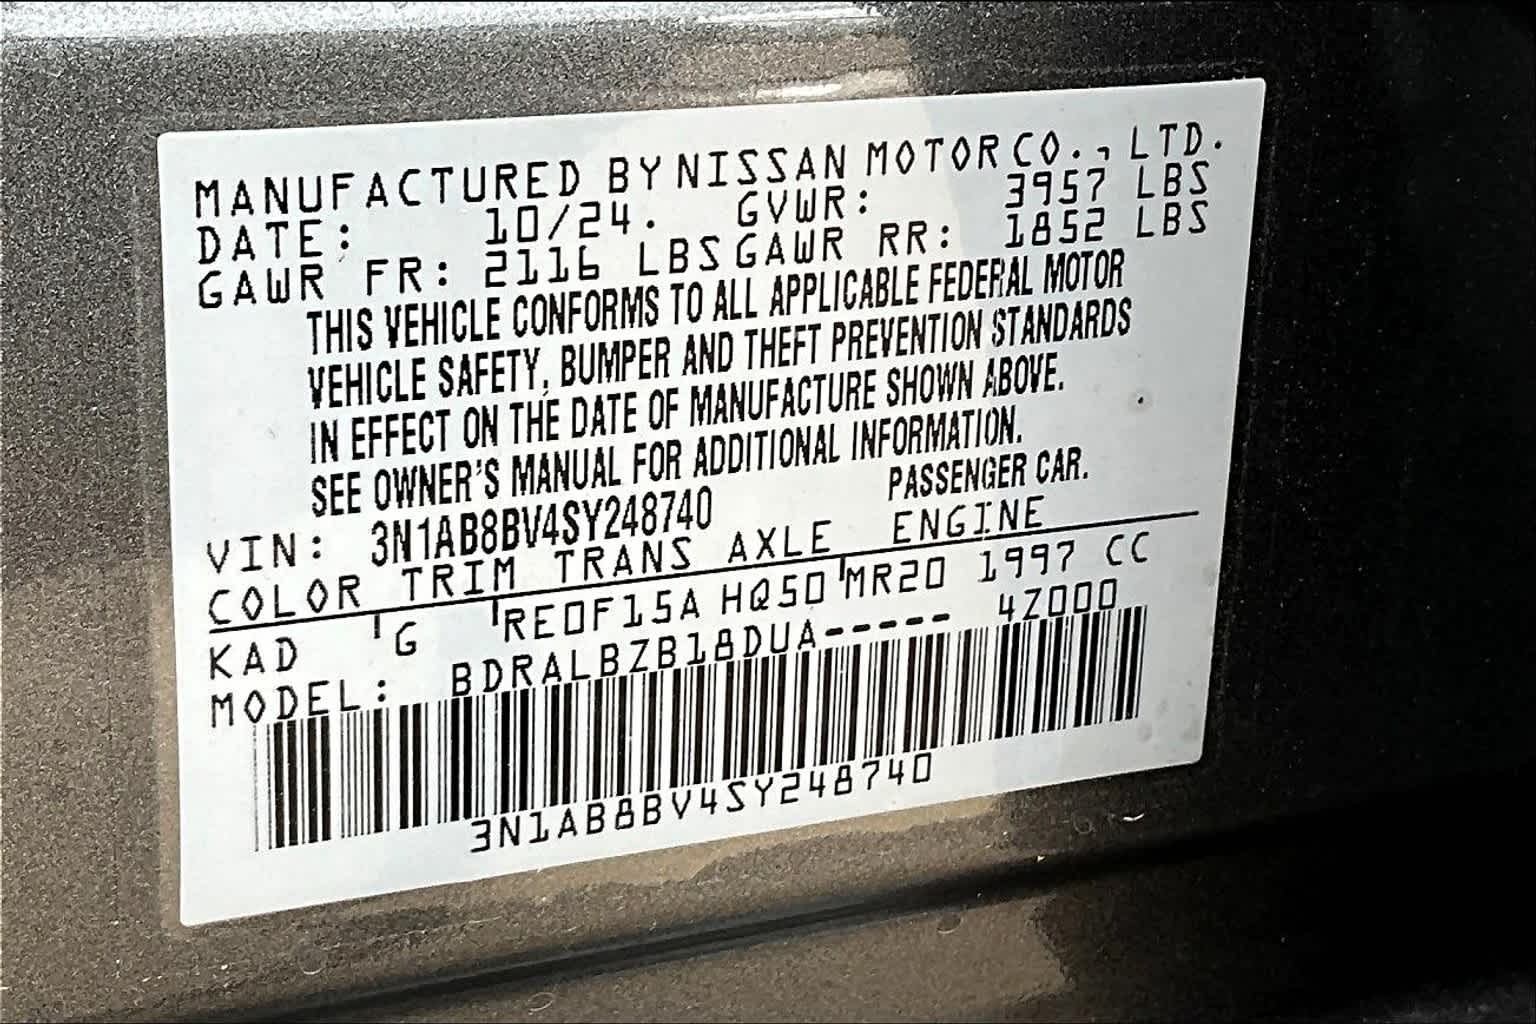 MANUFACTURED BY NISSAN MOTOR CO., LTD.
DATE: 10/24. GVWR: 3957 LBS
GAWR FR: 2116 LBS GAWR RR: 1852 LBS
THIS VEHICLE CONFORMS TO ALL APPLICABLE FEDERAL MOTOR
VEHICLE SAFETY, BUMPER AND THEFT PREVENTION STANDARDS
IN EFFECT ON THE DATE OF MANUFACTURE SHOWN ABOVE.
SEE OWNER'S MANUAL FOR ADDITIONAL INFORMATION.
VIN: 3N1AB8BV4SY248740 PASSENGER CAR.
COLOR TRIM TRANS AXLE ENGINE
KAD G RE0F15A HQ50 MR20 1997 CC
MODEL: BDRALBZB18DUA----- 4Z000
3N1AB8BV4SY248740